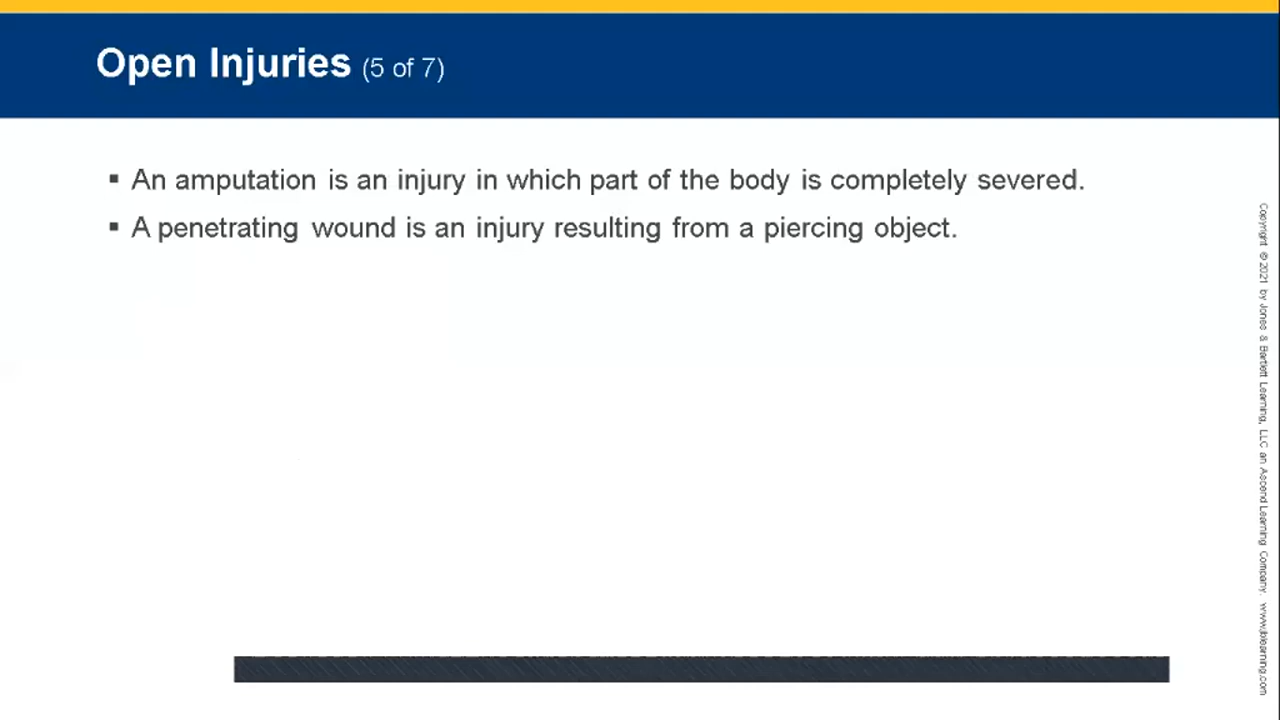 Open Injuries (5 of 7)
▪ An amputation is an injury in which part of the body is completely severed.
▪ A penetrating wound is an injury resulting from a piercing object.
Copyright © 2021 by Jones & Bartlett Learning, LLC an Ascend Learning Company. www.jblearning.com